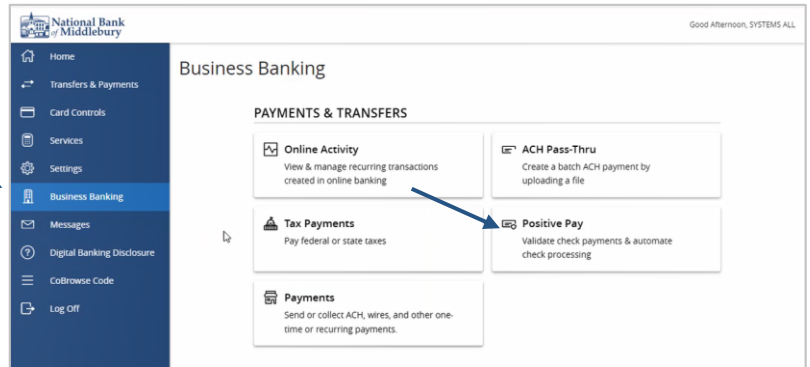 National Bank
of Middlebury
Good Afternoon, SYSTEMS ALL
Home
Transfers & Payments
Card Controls
Services
Settings
Business Banking
Messages
Digital Banking Disclosure
CoBrowse Code
Log Off
Business Banking
PAYMENTS & TRANSFERS
Online Activity
View & manage recurring transactions
created in online banking
ACH Pass-Thru
Create a batch ACH payment by
uploading a file
Tax Payments
Pay federal or state taxes
Positive Pay
Validate check payments & automate
check processing
Payments
Send or collect ACH, wires, and other one-
time or recurring payments.